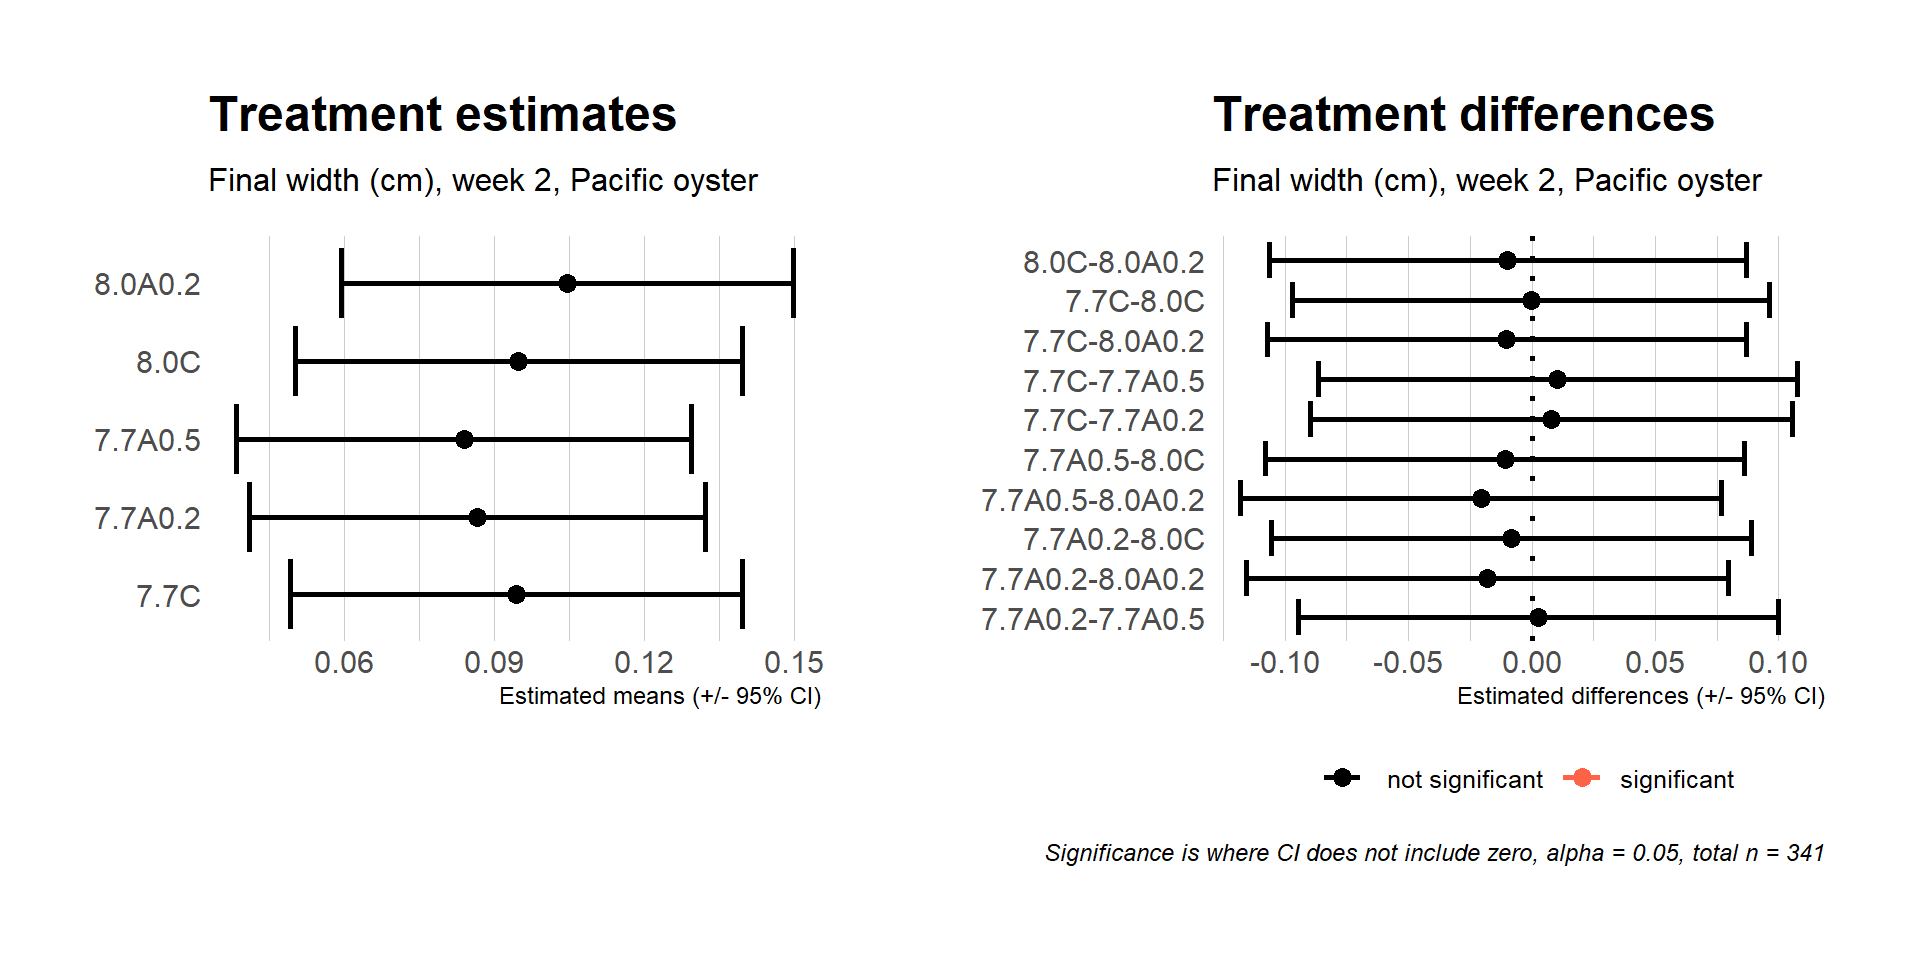 Treatment estimates
Final width (cm), week 2, Pacific oyster
8.0A0.2
8.0C
7.7A0.5
7.7A0.2
7.7C
0.06 0.09 0.12 0.15
Estimated means (+/- 95% CI)
Treatment differences
Final width (cm), week 2, Pacific oyster
8.0C-8.0A0.2
7.7C-8.0C
7.7C-8.0A0.2
7.7C-7.7A0.5
7.7C-7.7A0.2
7.7A0.5-8.0C
7.7A0.5-8.0A0.2
7.7A0.2-8.0C
7.7A0.2-8.0A0.2
7.7A0.2-7.7A0.5
-0.10 -0.05 0.00 0.05 0.10
Estimated differences (+/- 95% CI)
not significant significant
Significance is where CI does not include zero, alpha = 0.05, total n = 341